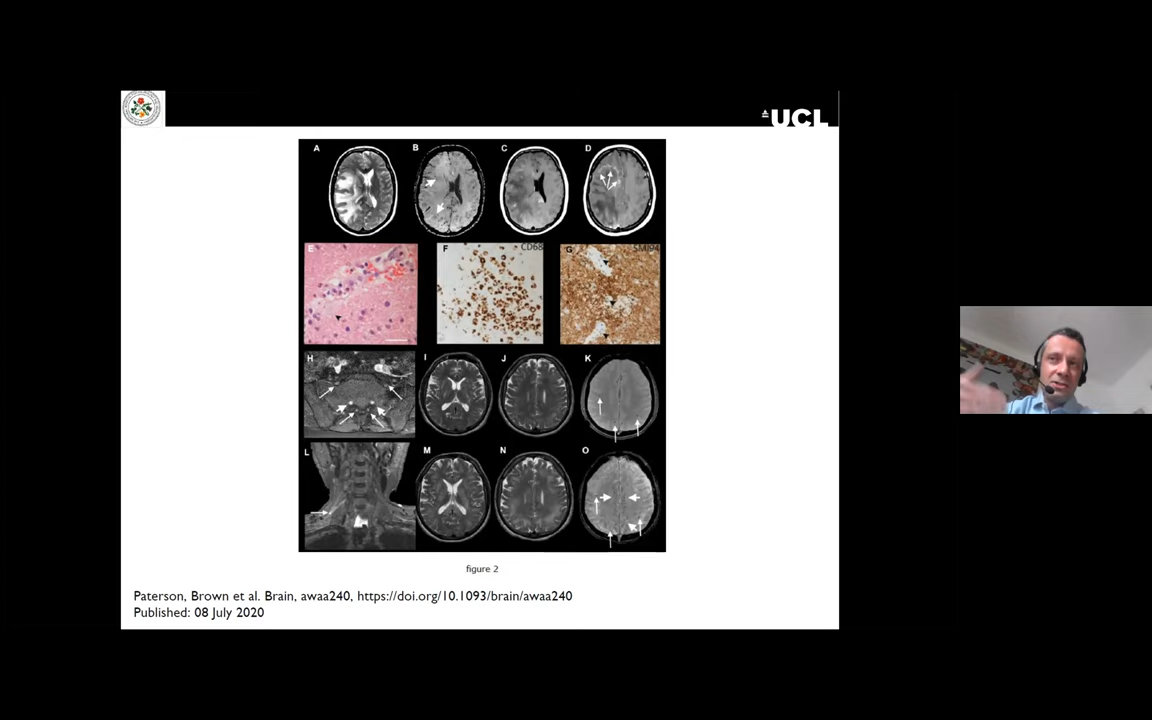 UCL
A B C D
E F CD68 G SMI94
H I J K
L M N O
figure 2
Paterson, Brown et al. Brain, awaa240, https://doi.org/10.1093/brain/awaa240
Published: 08 July 2020